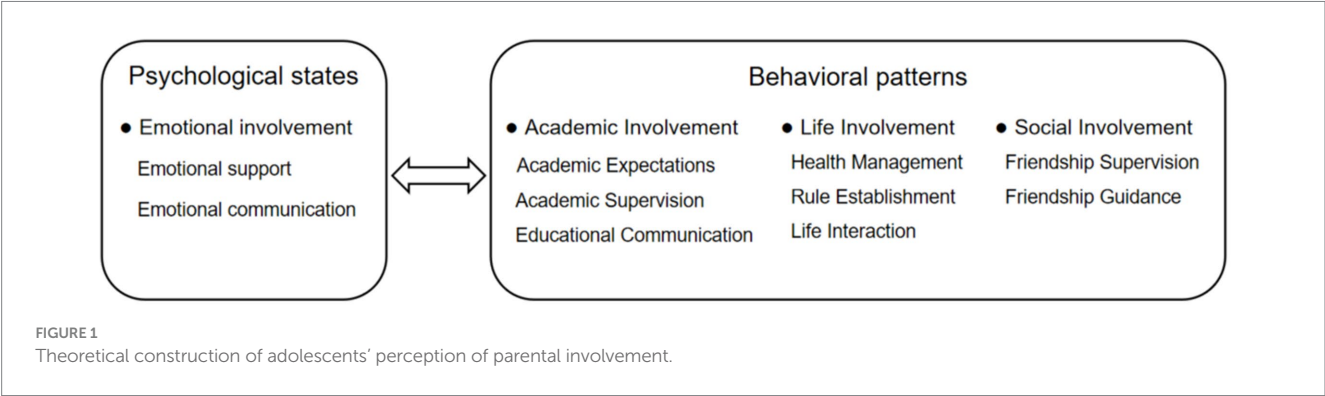 Psychological states
● Emotional involvement
Emotional support
Emotional communication
Behavioral patterns
● Academic Involvement
Academic Expectations
Academic Supervision
Educational Communication
● Life Involvement
Health Management
Rule Establishment
Life Interaction
● Social Involvement
Friendship Supervision
Friendship Guidance
FIGURE 1
Theoretical construction of adolescents’ perception of parental involvement.